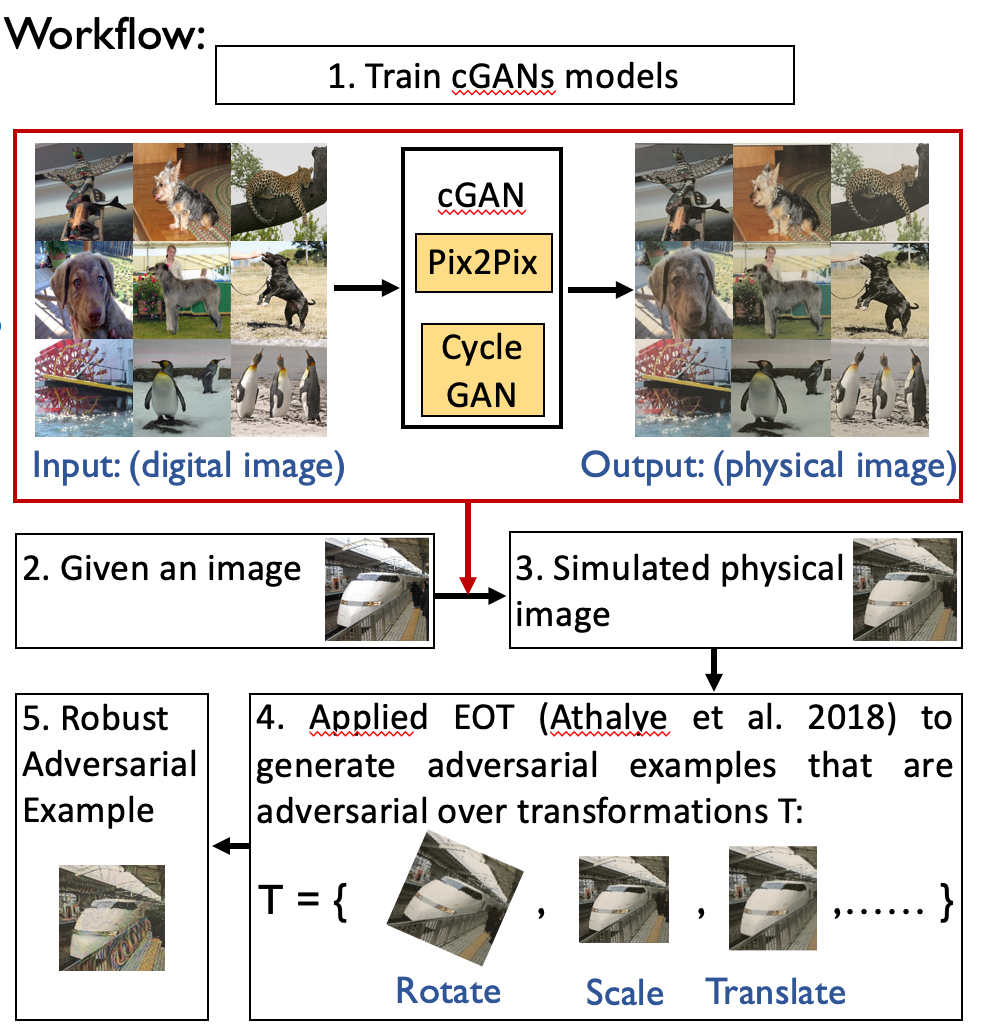 Workflow:
1. Train cGANs models
cGAN
Pix2Pix
Cycle
GAN
Input: (digital image)
Output: (physical image)
2. Given an image
3. Simulated physical
image
4. Applied EOT (Athalye et al. 2018) to
generate adversarial examples that are
adversarial over transformations T:
T = { , , ,...... }
Rotate
Scale
Translate
5. Robust
Adversarial
Example